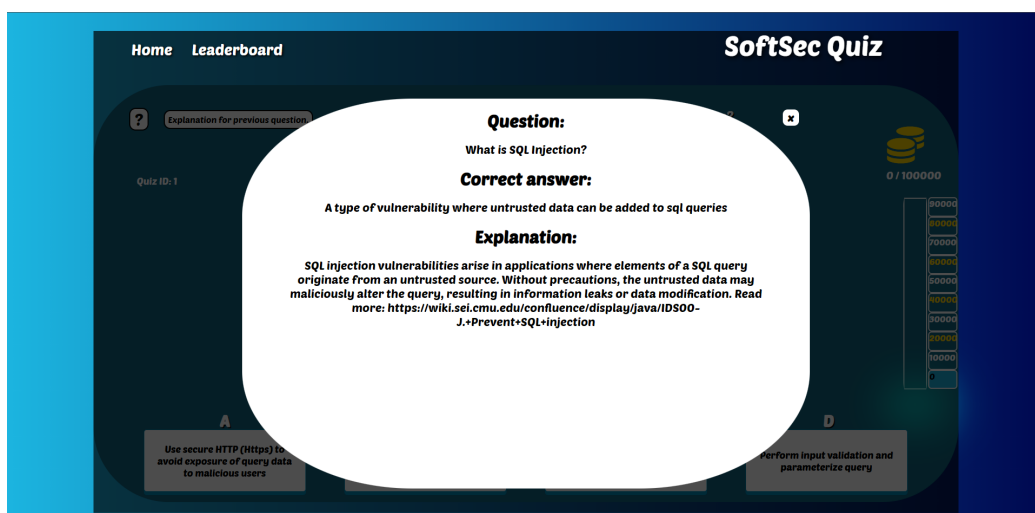 Home Leaderboard SoftSec Quiz
? Explanation for previous question
?
x
Question:
What is SQL Injection?
Correct answer:
A type of vulnerability where untrusted data can be added to sql queries
Explanation:
SQL injection vulnerabilities arise in applications where elements of a SQL query
originate from an untrusted source. Without precautions, the untrusted data may
maliciously alter the query, resulting in information leaks or data modification. Read
more: https://wiki.sei.cmu.edu/confluence/display/java/IDS00-
J.+Prevent+SQL+injection
Quiz ID: 1
0 / 100000
90000
80000
70000
60000
50000
40000
30000
20000
10000
0
A
Use secure HTTP (Https) to
avoid exposure of query data
to malicious users
D
Perform input validation and
parameterize query